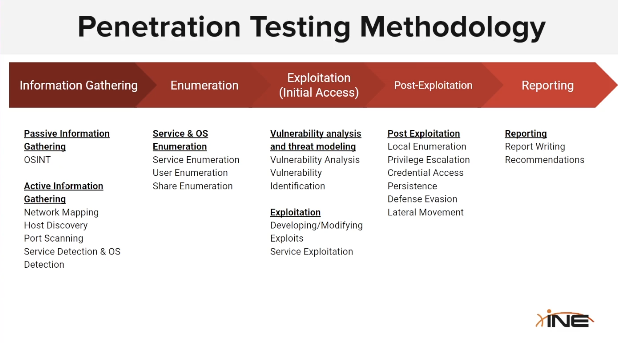 Penetration Testing Methodology
Information Gathering
Enumeration
Exploitation
(Initial Access)
Post-Exploitation
Reporting
Passive Information
Gathering
OSINT
Active Information
Gathering
Network Mapping
Host Discovery
Port Scanning
Service Detection & OS
Detection
Service & OS
Enumeration
Service Enumeration
User Enumeration
Share Enumeration
Vulnerability analysis
and threat modeling
Vulnerability Analysis
Vulnerability
Identification
Exploitation
Developing/Modifying
Exploits
Service Exploitation
Post Exploitation
Local Enumeration
Privilege Escalation
Credential Access
Persistence
Defense Evasion
Lateral Movement
Reporting
Report Writing
Recommendations
INE